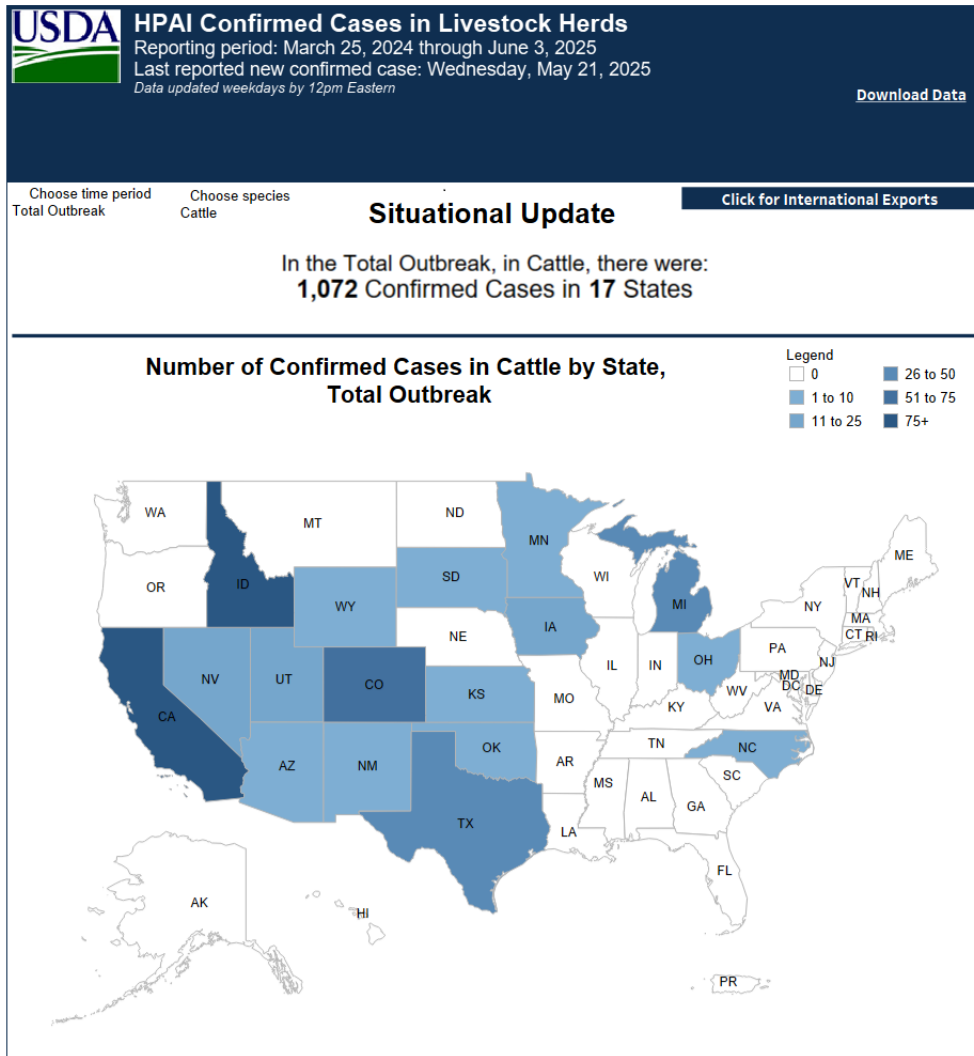 USDA
HPAI Confirmed Cases in Livestock Herds
Reporting period: March 25, 2024 through June 3, 2025
Last reported new confirmed case: Wednesday, May 21, 2025
Data updated weekdays by 12pm Eastern
Download Data
Choose time period
Total Outbreak
Choose species
Cattle
Situational Update
Click for International Exports
In the Total Outbreak, in Cattle, there were:
1,072 Confirmed Cases in 17 States
Number of Confirmed Cases in Cattle by State,
Total Outbreak
Legend
0
1 to 10
11 to 25
26 to 50
51 to 75
75+
WA
MT
ND
MN
ME
OR
ID
SD
WI
VT
NH
WY
MI
NY
MA
CT
RI
NE
IA
PA
NJ
NV
UT
CO
IL
IN
OH
MD
DC
DE
KS
MO
WV
VA
KY
CA
AZ
NM
OK
TN
NC
AR
SC
MS
AL
GA
TX
LA
FL
AK
HI
PR